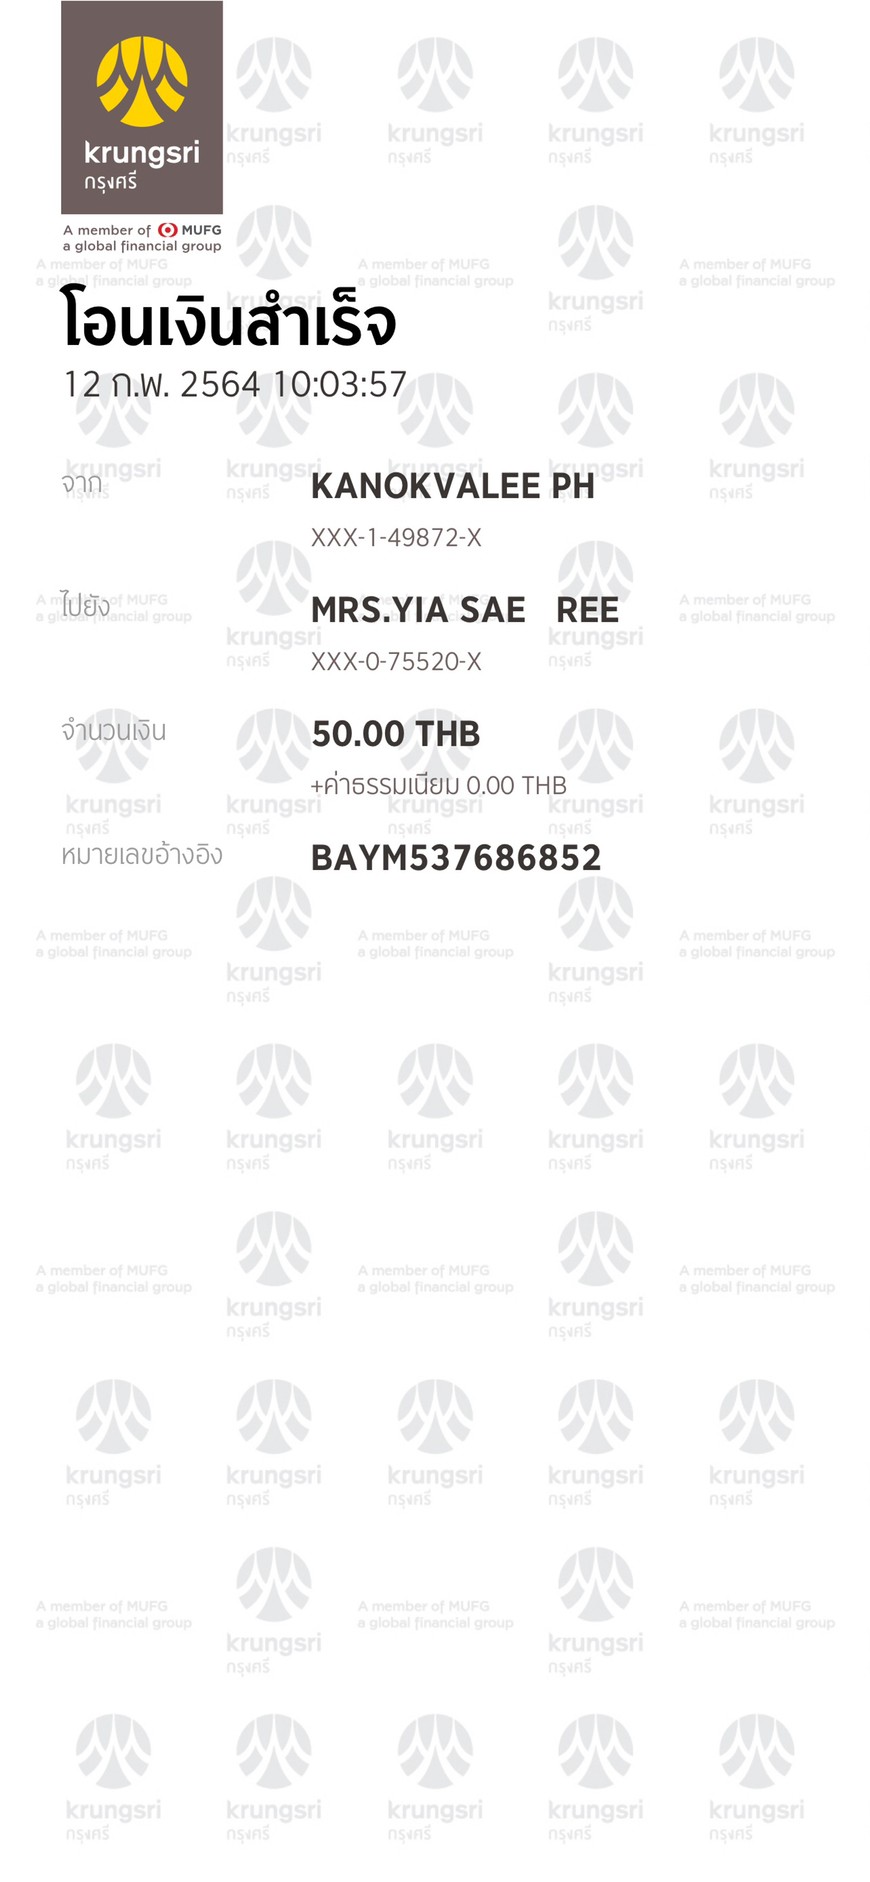 krungsri
กรุงศรี
A member of MUFG
a global financial group
โอนเงินสำเร็จ
12 ก.พ. 2564 10:03:57
จาก KANOKVALEE PH
XXX-1-49872-X
ไปยัง MRS.YIA SAE REE
XXX-0-75520-X
จำนวนเงิน 50.00 THB
+ค่าธรรมเนียม 0.00 THB
หมายเลขอ้างอิง BAYM537686852